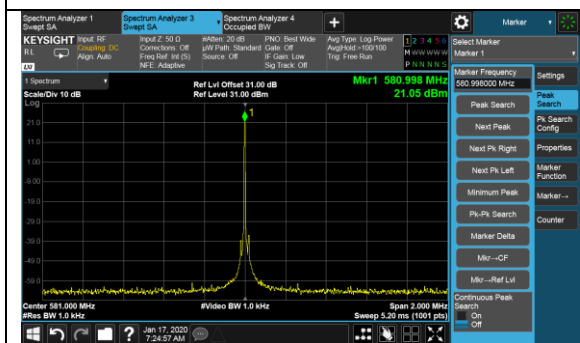 Spectrum Analyzer 1
Swept SA
Spectrum Analyzer 3
Swept SA
Spectrum Analyzer 4
Occupied BW
+
Marker
KEYSIGHT
RL
LXI
Input: RF
Coupling: DC
Align: Auto
Input Z: 50 Ω
Corrections: Off
Freq Ref: Int (S)
NFE: Adaptive
#Atten: 20 dB
µW Path: Standard
Source: Off
PNO: Best Wide
Gate: Off
IF Gain: Low
Sig Track: Off
Avg Type: Log-Power
Avg|Hold:>100/100
Trig: Free Run
1 2 3 4 5 6
M W W W W W
P N N N N S
Select Marker
Marker 1
1 Spectrum
Scale/Div 10 dB
Log
Ref Lvl Offset 31.00 dB
Ref Level 31.00 dBm
Mkr1 580.998 MHz
21.05 dBm
1
21.0
11.0
1.00
-9.00
-19.0
-29.0
-39.0
-49.0
-59.0
Center 581.000 MHz
#Res BW 1.0 kHz
#Video BW 1.0 kHz
Span 2.000 MHz
Sweep 5.20 ms (1001 pts)
Marker Frequency
580.998000 MHz
Peak Search
Next Peak
Next Pk Right
Next Pk Left
Minimum Peak
Pk-Pk Search
Marker Delta
Mkr→CF
Mkr→Ref Lvl
Continuous Peak
Search
On
Off
Settings
Peak
Search
Pk Search
Config
Properties
Marker
Function
Marker→
Counter
?
Jan 17, 2020
7:24:57 AM